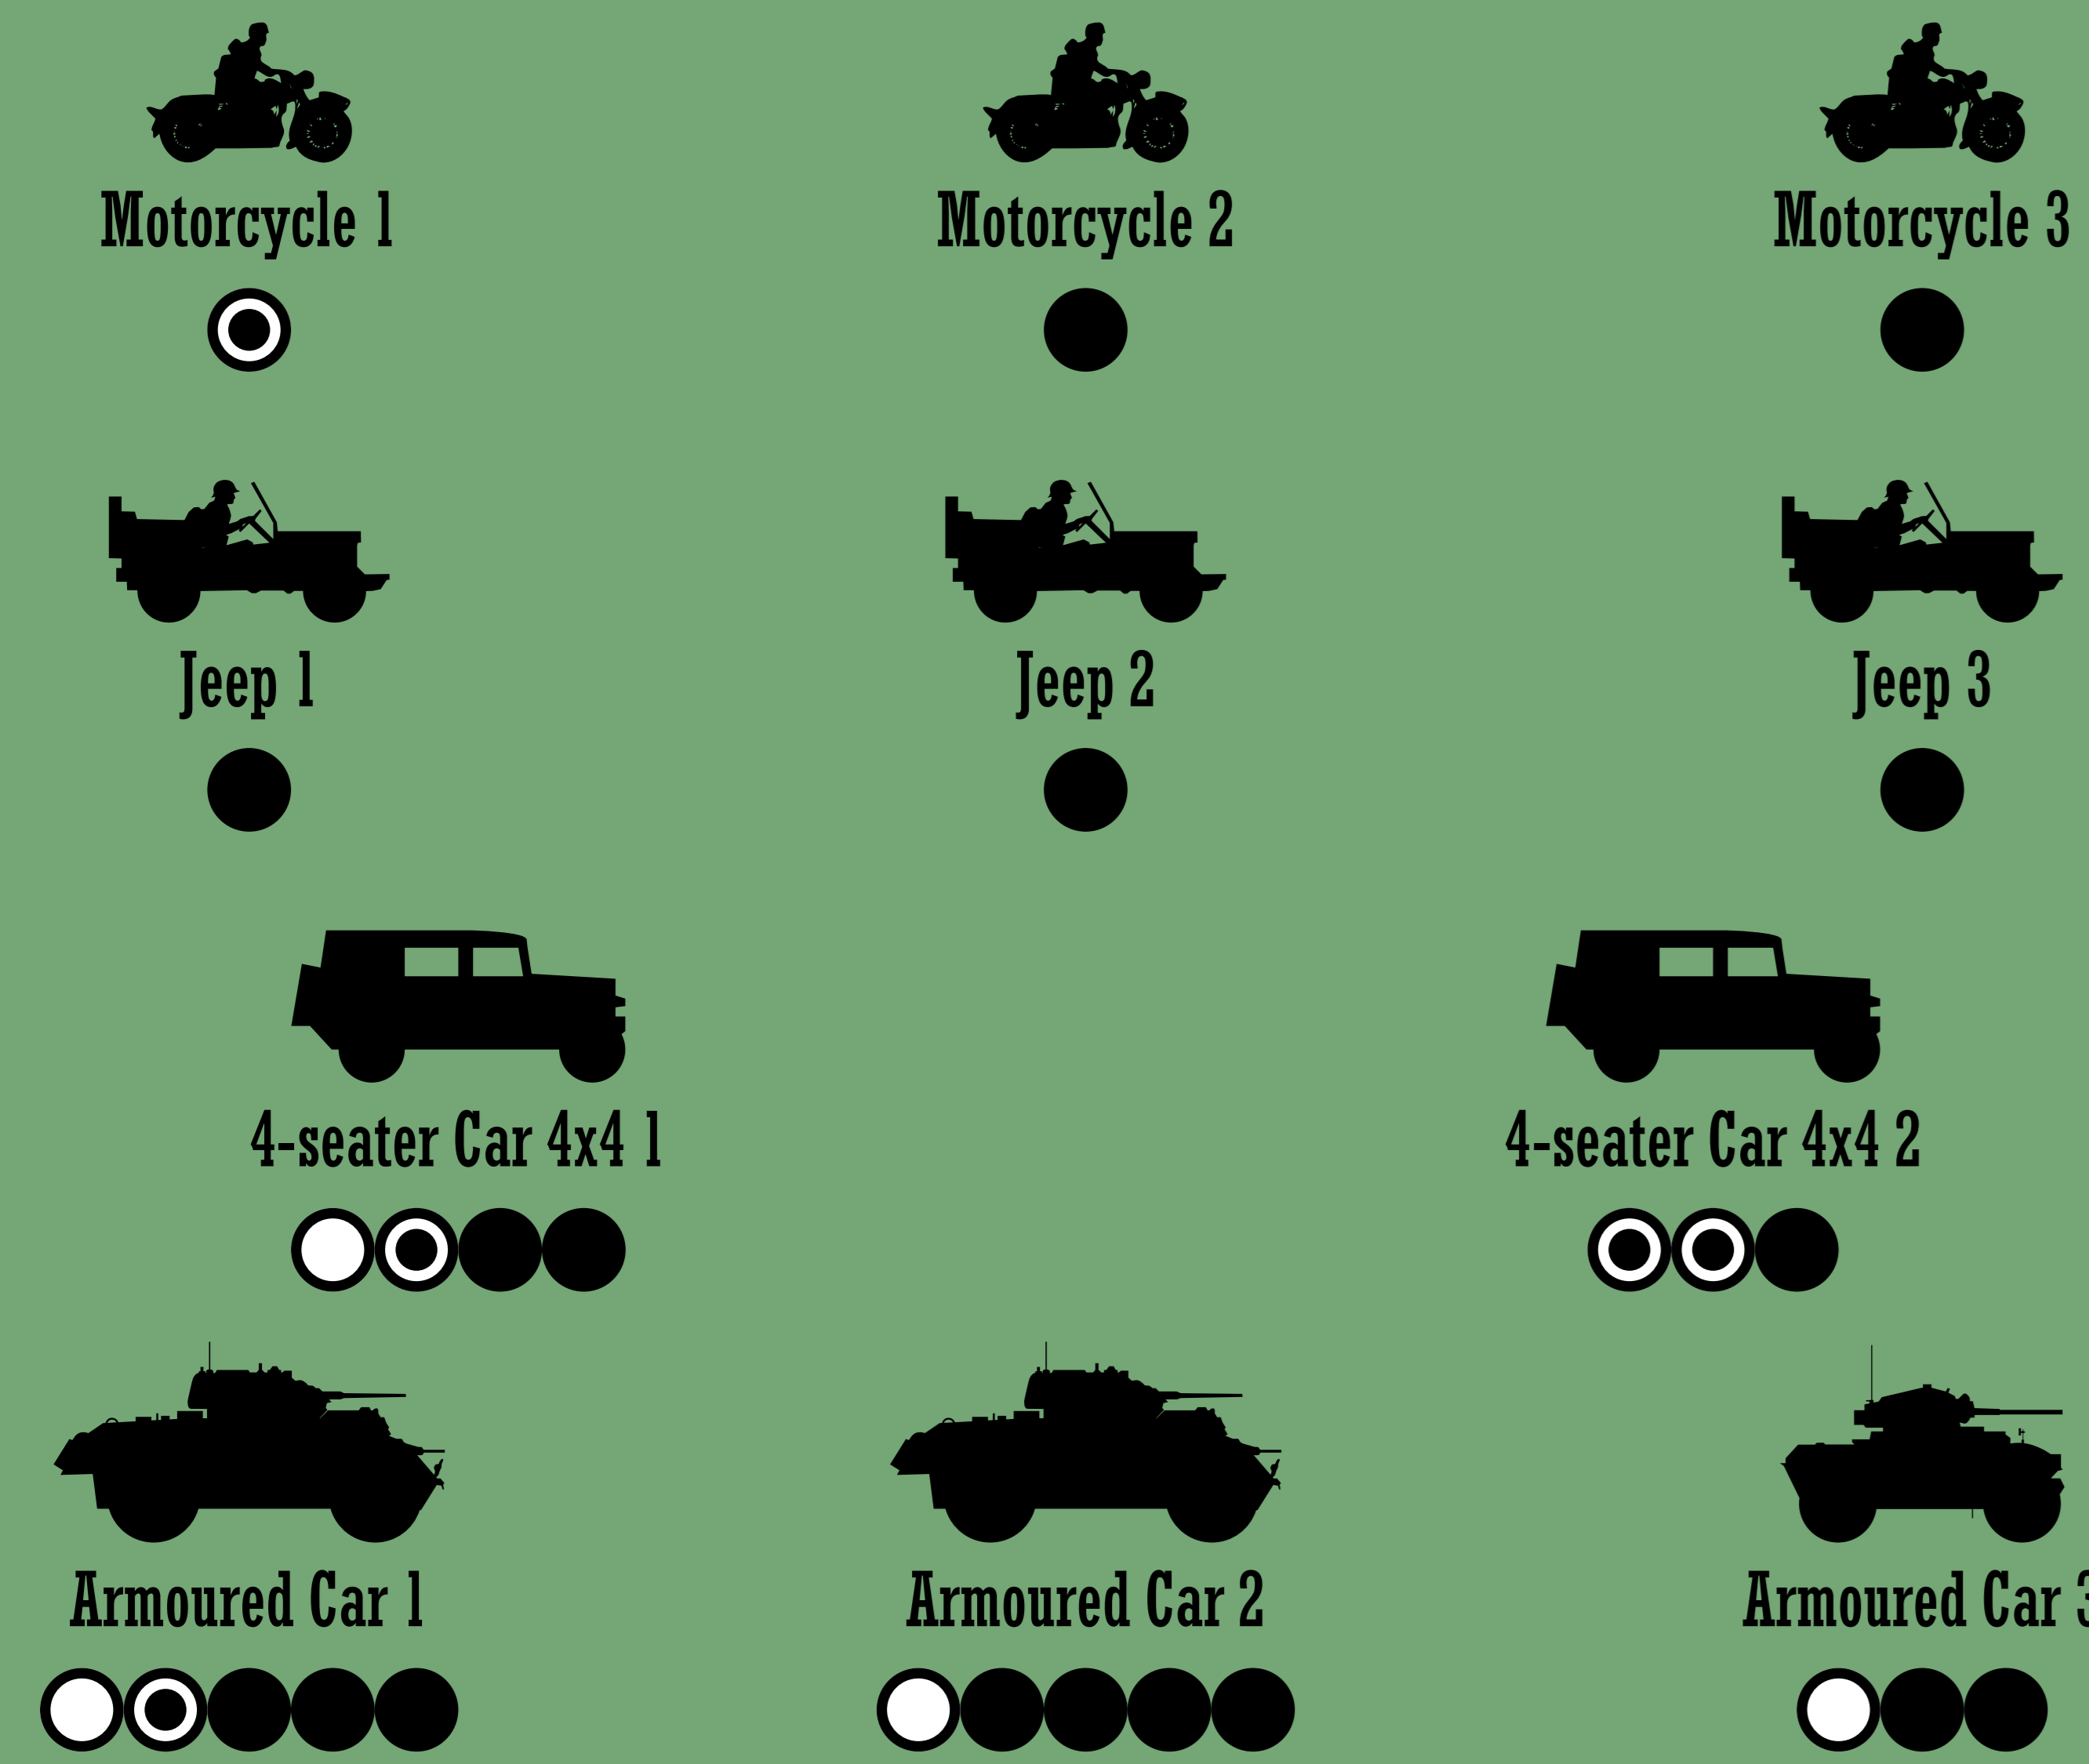 Motorcycle 1
Motorcycle 2
Motorcycle 3
Jeep 1
Jeep 2
Jeep 3
4-seater Car 4x4 1
4-seater Car 4x4 2
Armoured Car 1
Armoured Car 2
Armoured Car 3